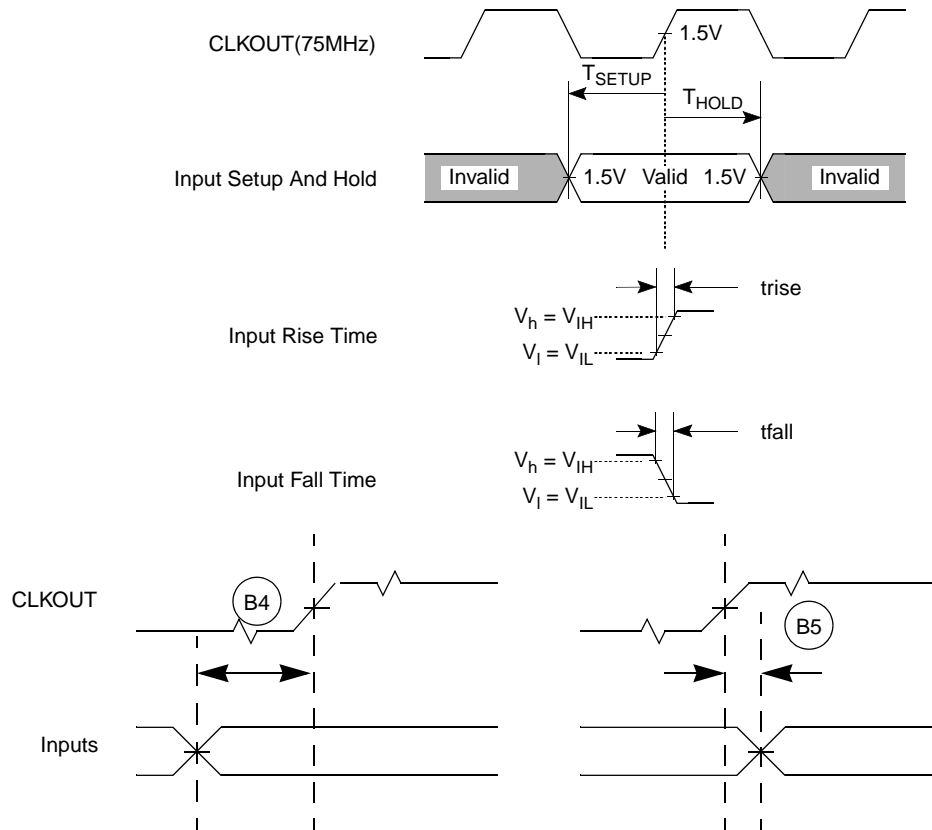 CLKOUT(75MHz)
1.5V
TSETUP
THOLD
Input Setup And Hold
Invalid
1.5V Valid 1.5V
Invalid
trise
Input Rise Time
Vh = VIH
Vl = VIL
tfall
Input Fall Time
Vh = VIH
Vl = VIL
CLKOUT
B4
B5
Inputs